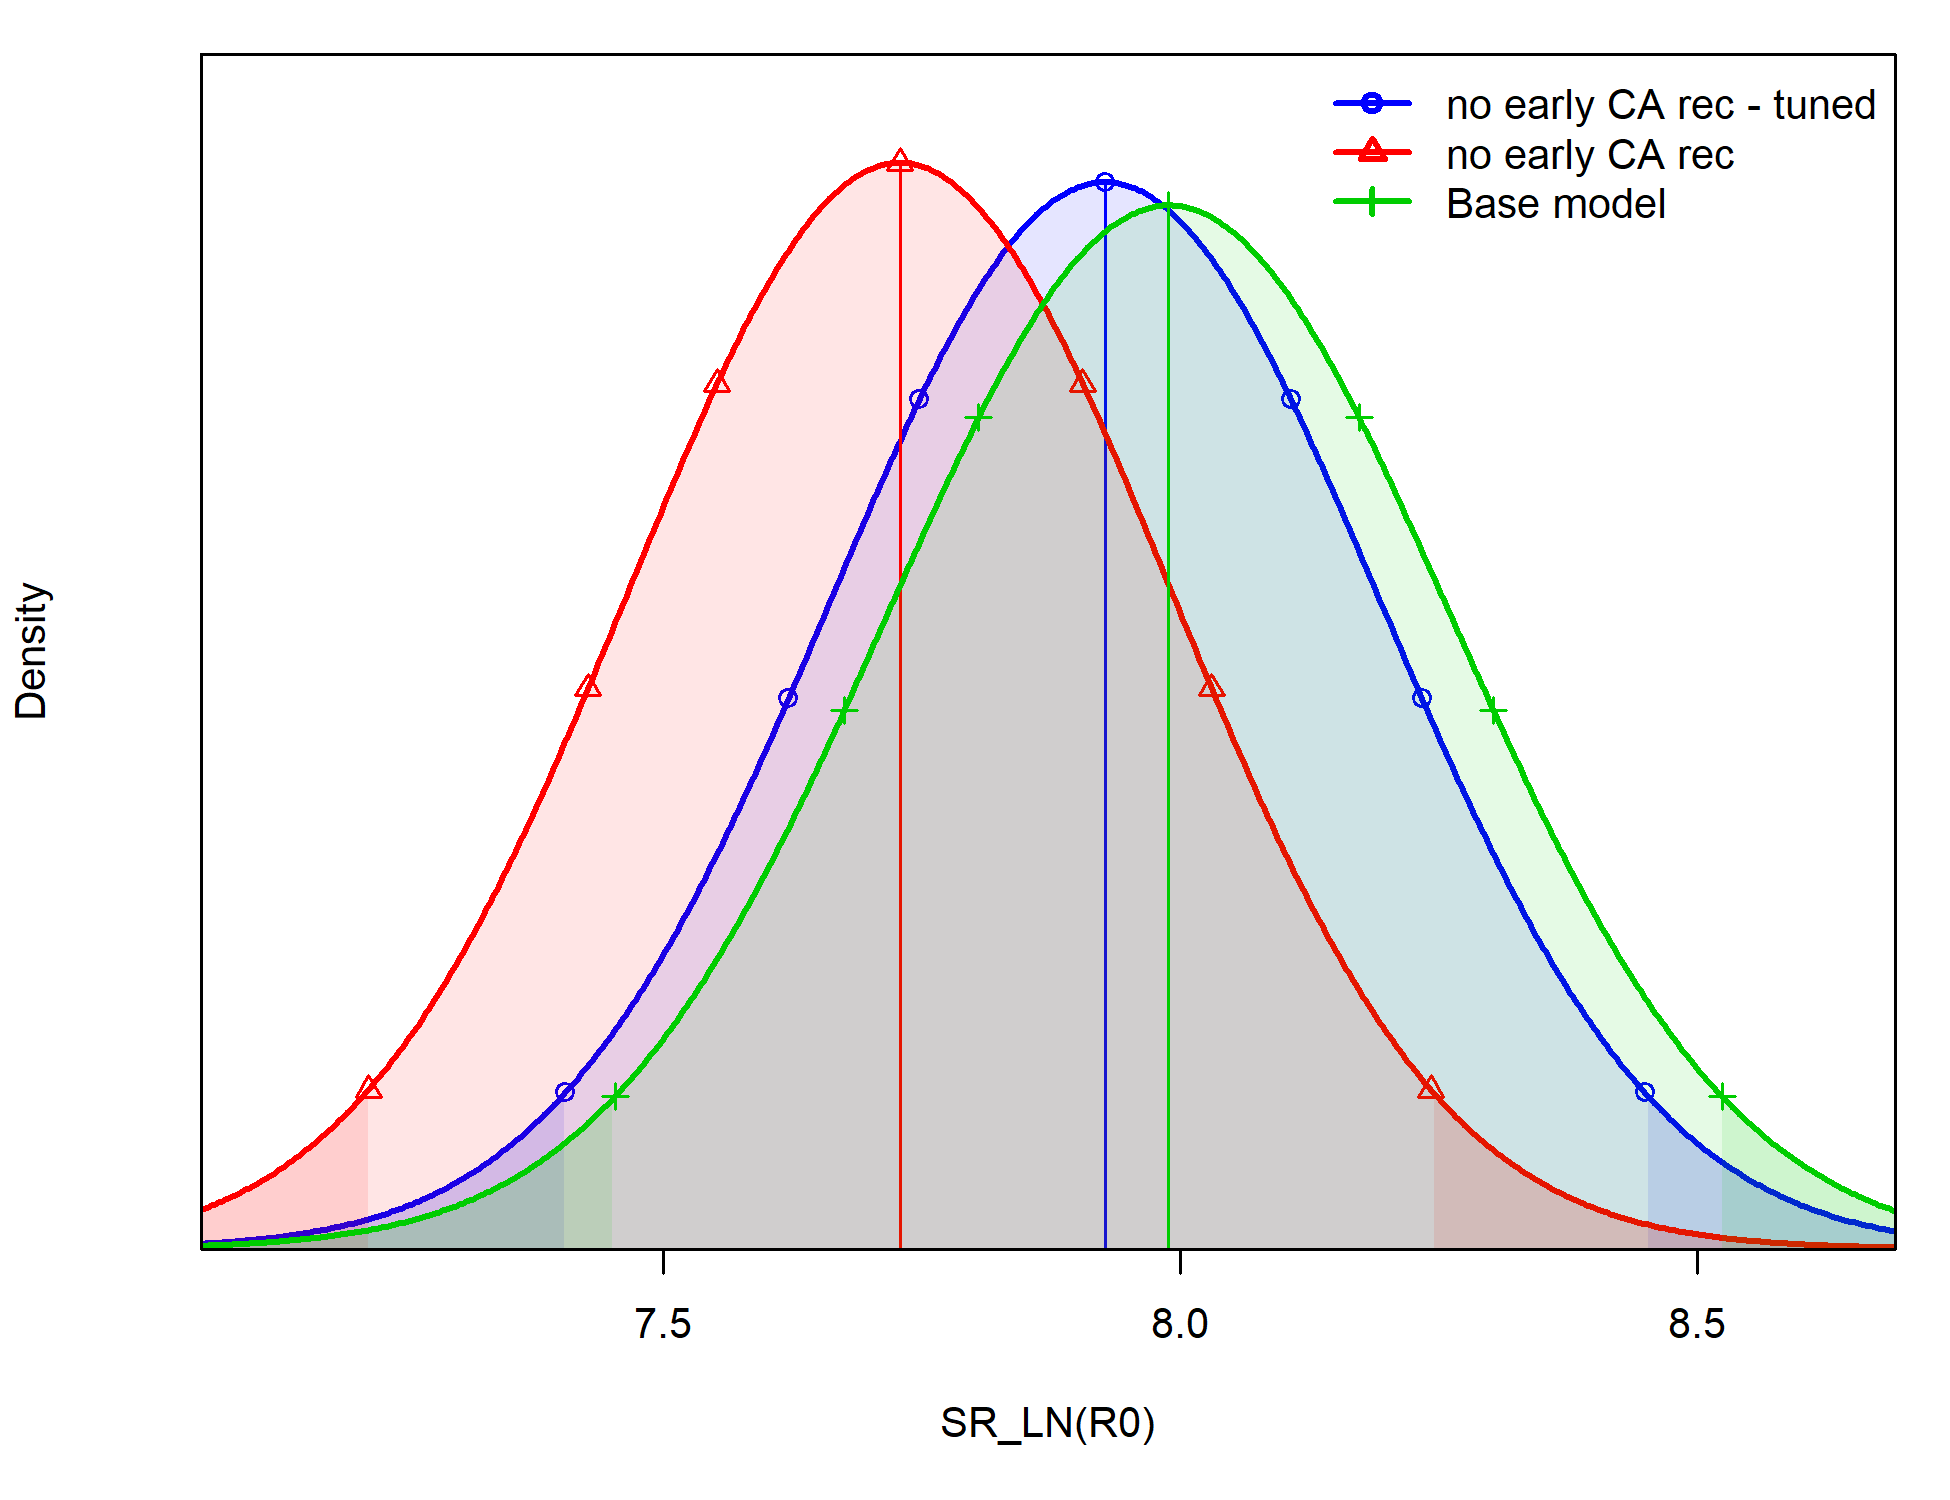 no early CA rec - tuned
no early CA rec
Base model
Density
7.5
8.0
8.5
SR_LN(R0)